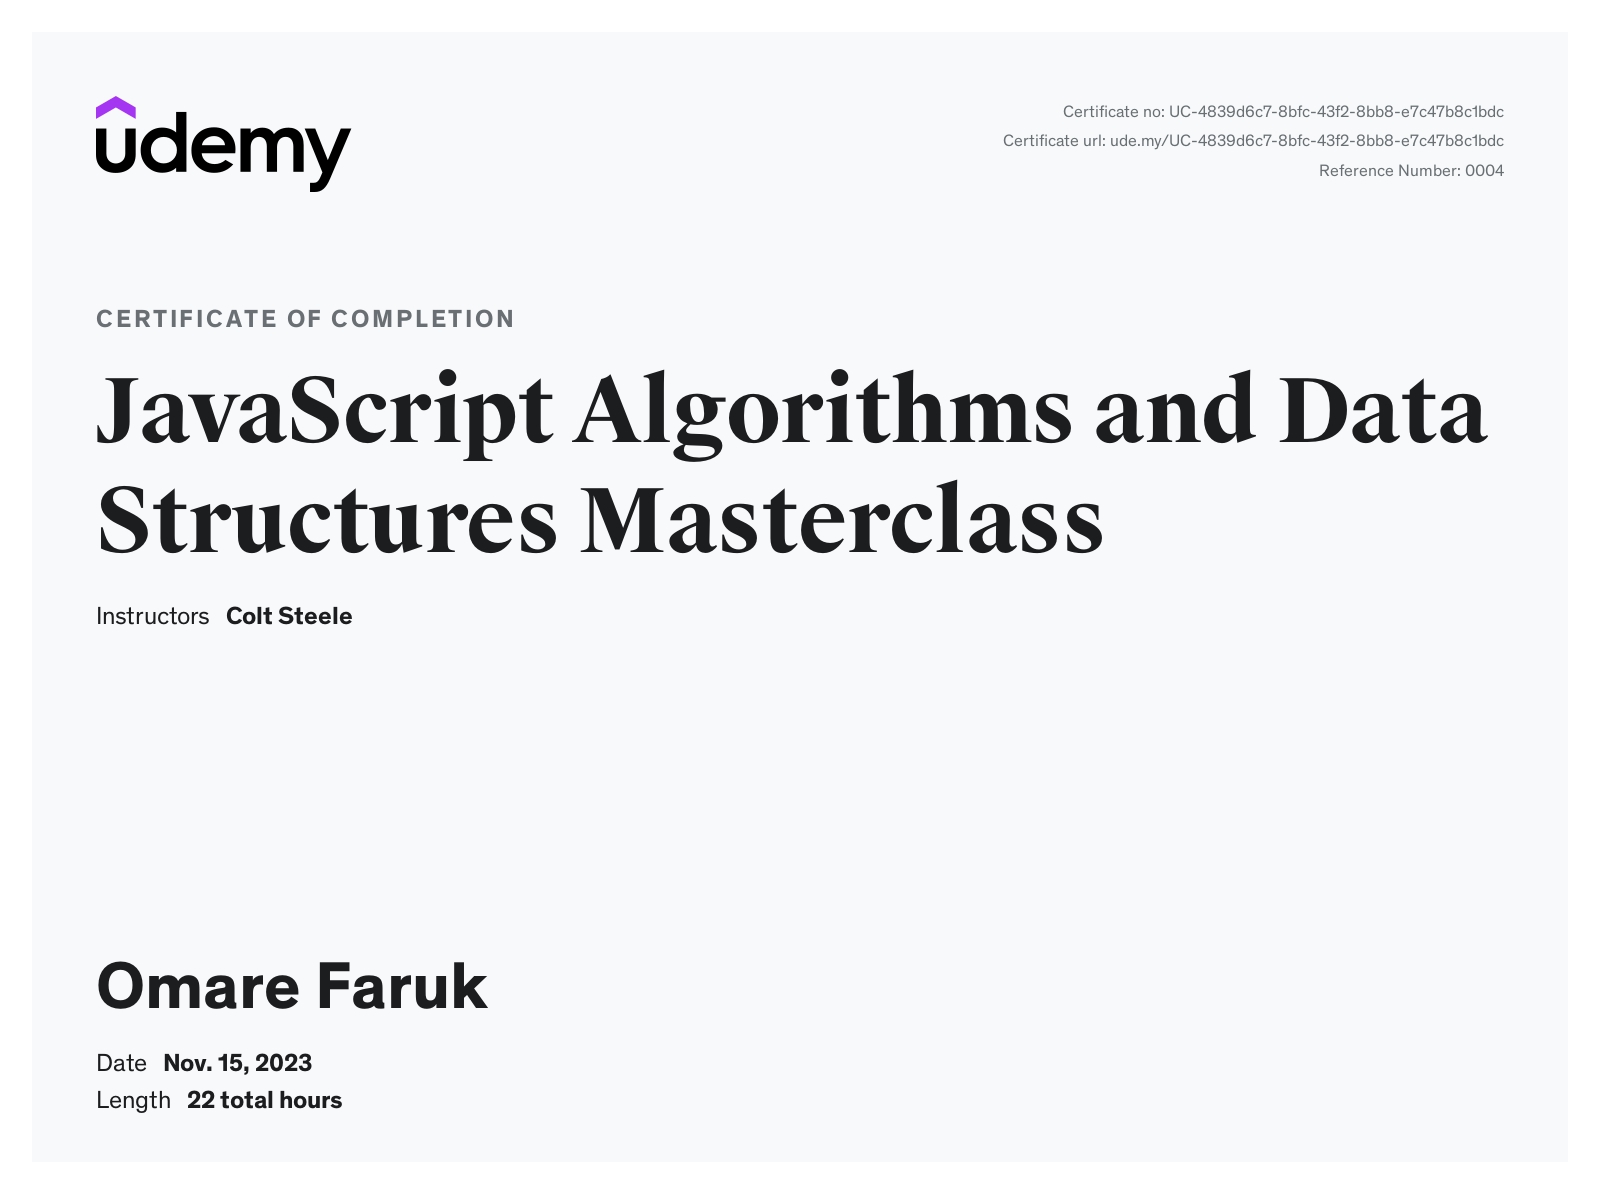 udemy
Certificate no: UC-4839d6c7-8bfc-43f2-8bb8-e7c47b8c1bdc
Certificate url: ude.my/UC-4839d6c7-8bfc-43f2-8bb8-e7c47b8c1bdc
Reference Number: 0004
CERTIFICATE OF COMPLETION
JavaScript Algorithms and Data
Structures Masterclass
Instructors Colt Steele
Omare Faruk
Date Nov. 15, 2023
Length 22 total hours